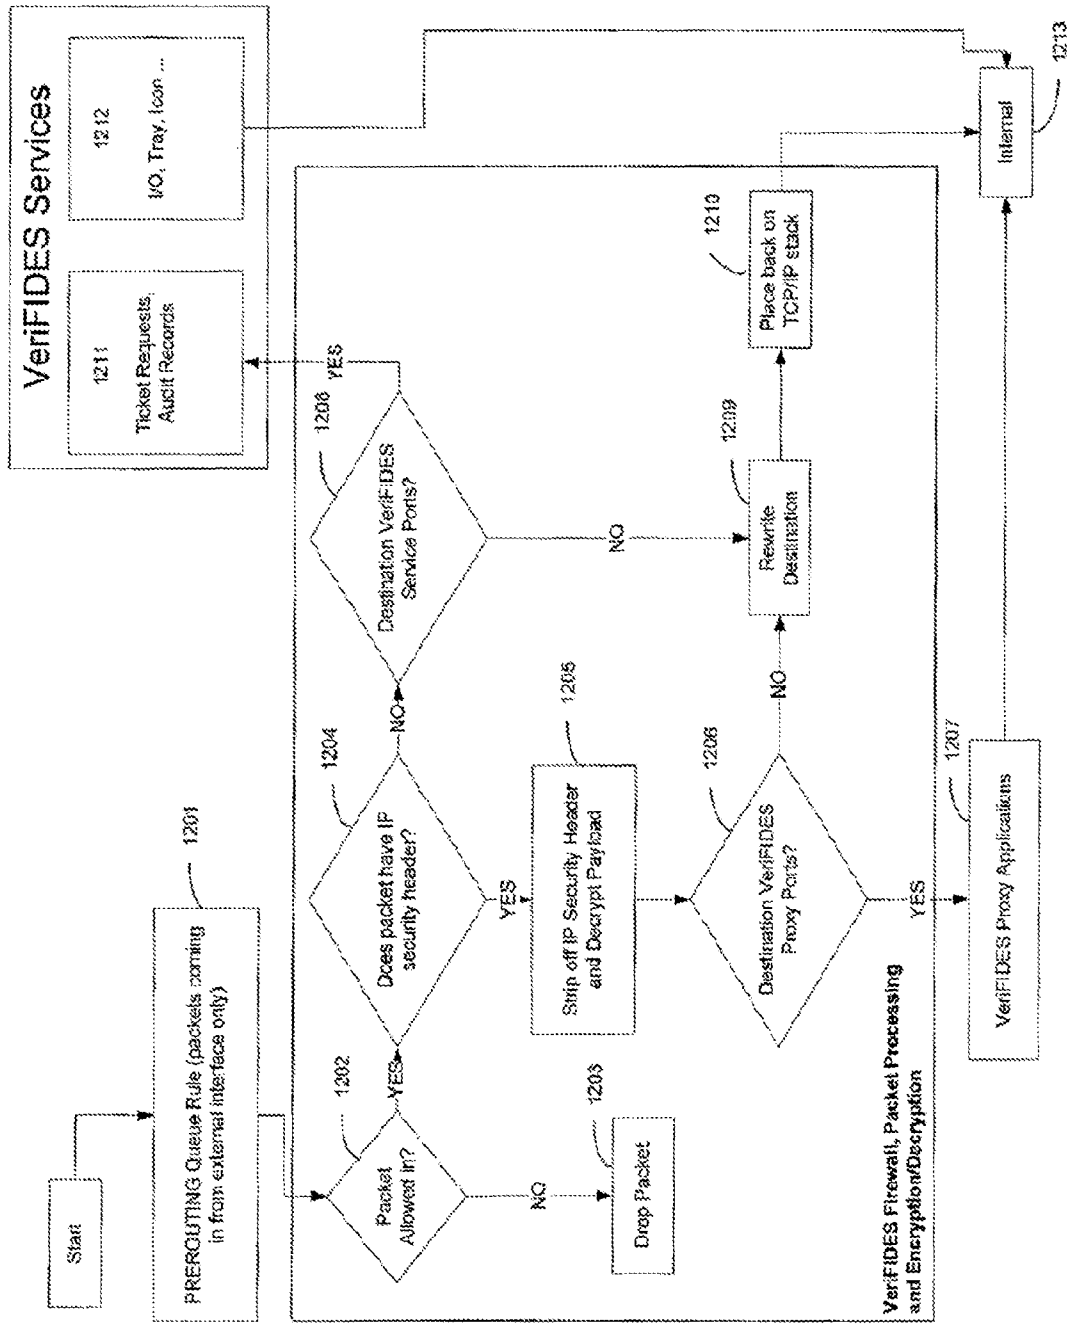 Start
PREROUTING Queue Rule (packets coming
in from external interface only)
1201
Packet
Allowed in?
1202
YES
NO
Drop Packet
1203
Does packet have IP
security header?
1204
NO
YES
Strip off IP Security Header
and Decrypt Payload
1205
Destination VeriFIDES
Proxy Ports?
1206
NO
YES
VeriFIDES Proxy Applications
1207
Destination VeriFIDES
Service Ports?
1208
YES
NO
Rewrite
Destination
1209
Place back on
TCP/IP stack
1210
VeriFIDES Services
1211
Ticket Requests,
Audit Records
1212
I/O, Tray, Icon ...
Internal
1213
VeriFIDES Firewall, Packet Processing
and Encryption/Decryption